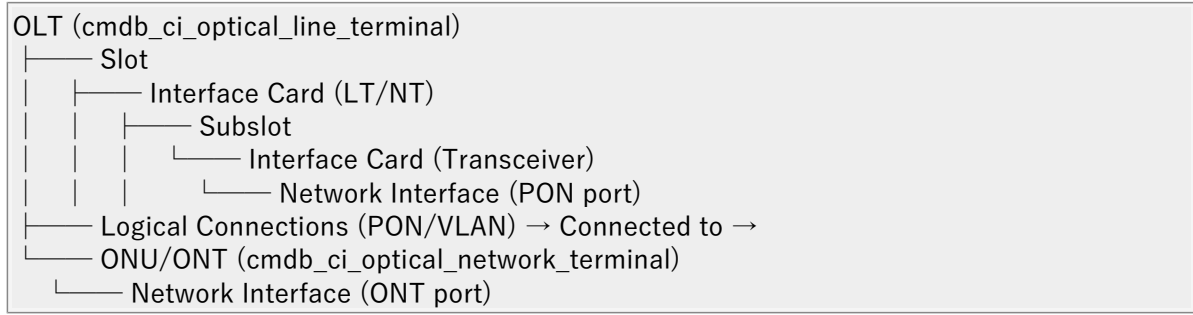 OLT (cmdb_ci_optical_line_terminal)
├── Slot
│ ├── Interface Card (LT/NT)
│ │ ├── Subslot
│ │ │ └── Interface Card (Transceiver)
│ │ │ └── Network Interface (PON port)
├── Logical Connections (PON/VLAN) → Connected to →
└── ONU/ONT (cmdb_ci_optical_network_terminal)
└── Network Interface (ONT port)